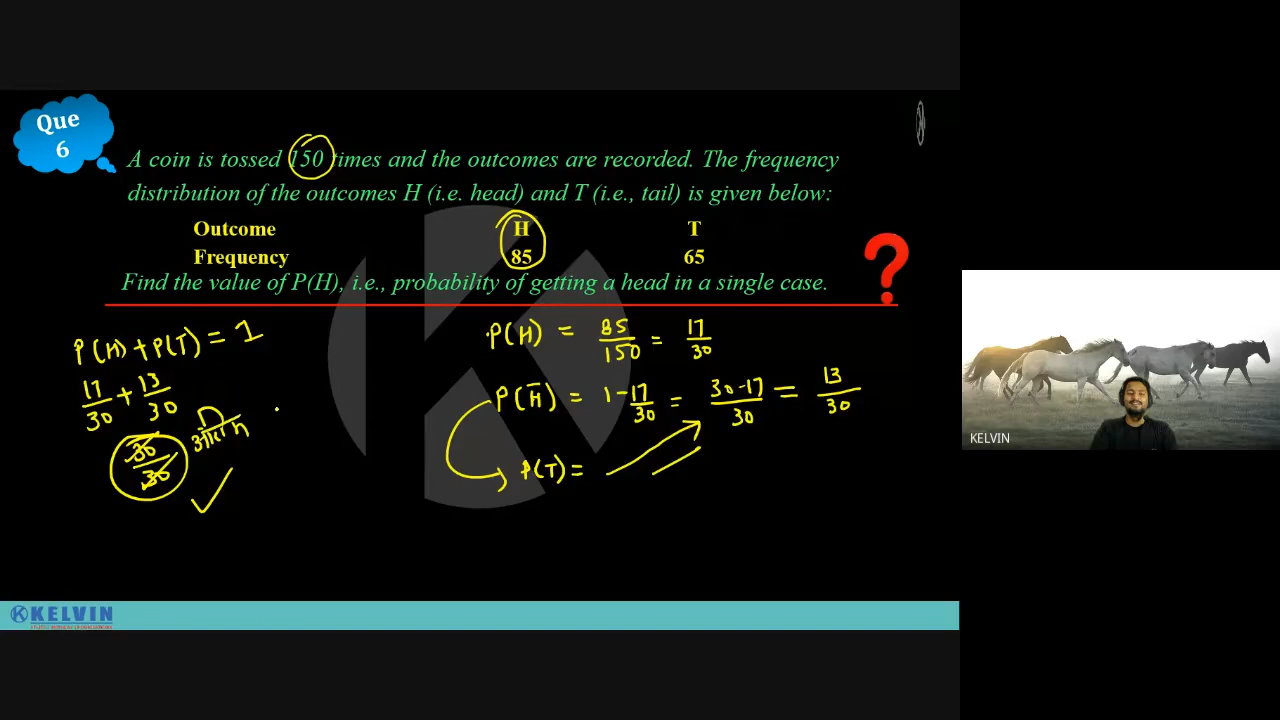 Que
6
A coin is tossed 150 times and the outcomes are recorded. The frequency
distribution of the outcomes H (i.e. head) and T (i.e., tail) is given below:
Outcome H T
Frequency 85 65
Find the value of P(H), i.e., probability of getting a head in a single case.
?
P(H) + P(T) = 1
17/30 + 13/30
30/30
P(H) = 85/150 = 17/30
P(H̄) = 1 - 17/30 = 30-17/30 = 13/30
P(T) =
KELVIN
KELVIN